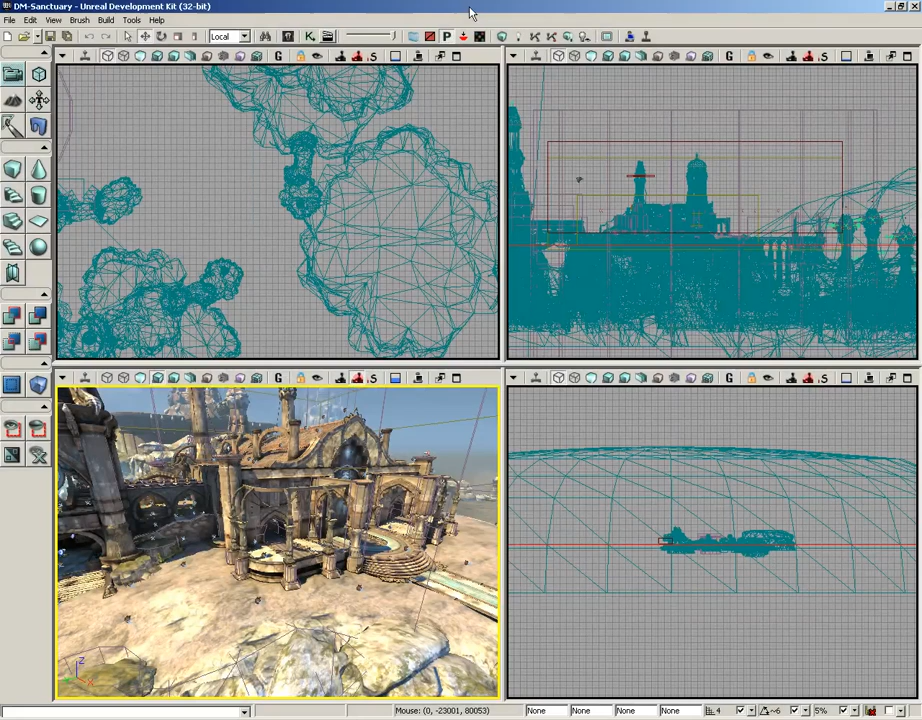 DM-Sanctuary - Unreal Development Kit (32-bit)
File Edit View Brush Build Tools Help
Local P
G S G S
G S G S
Z
X
Mouse: (0, -23001, 80053) None None None None 4 ~6 5%